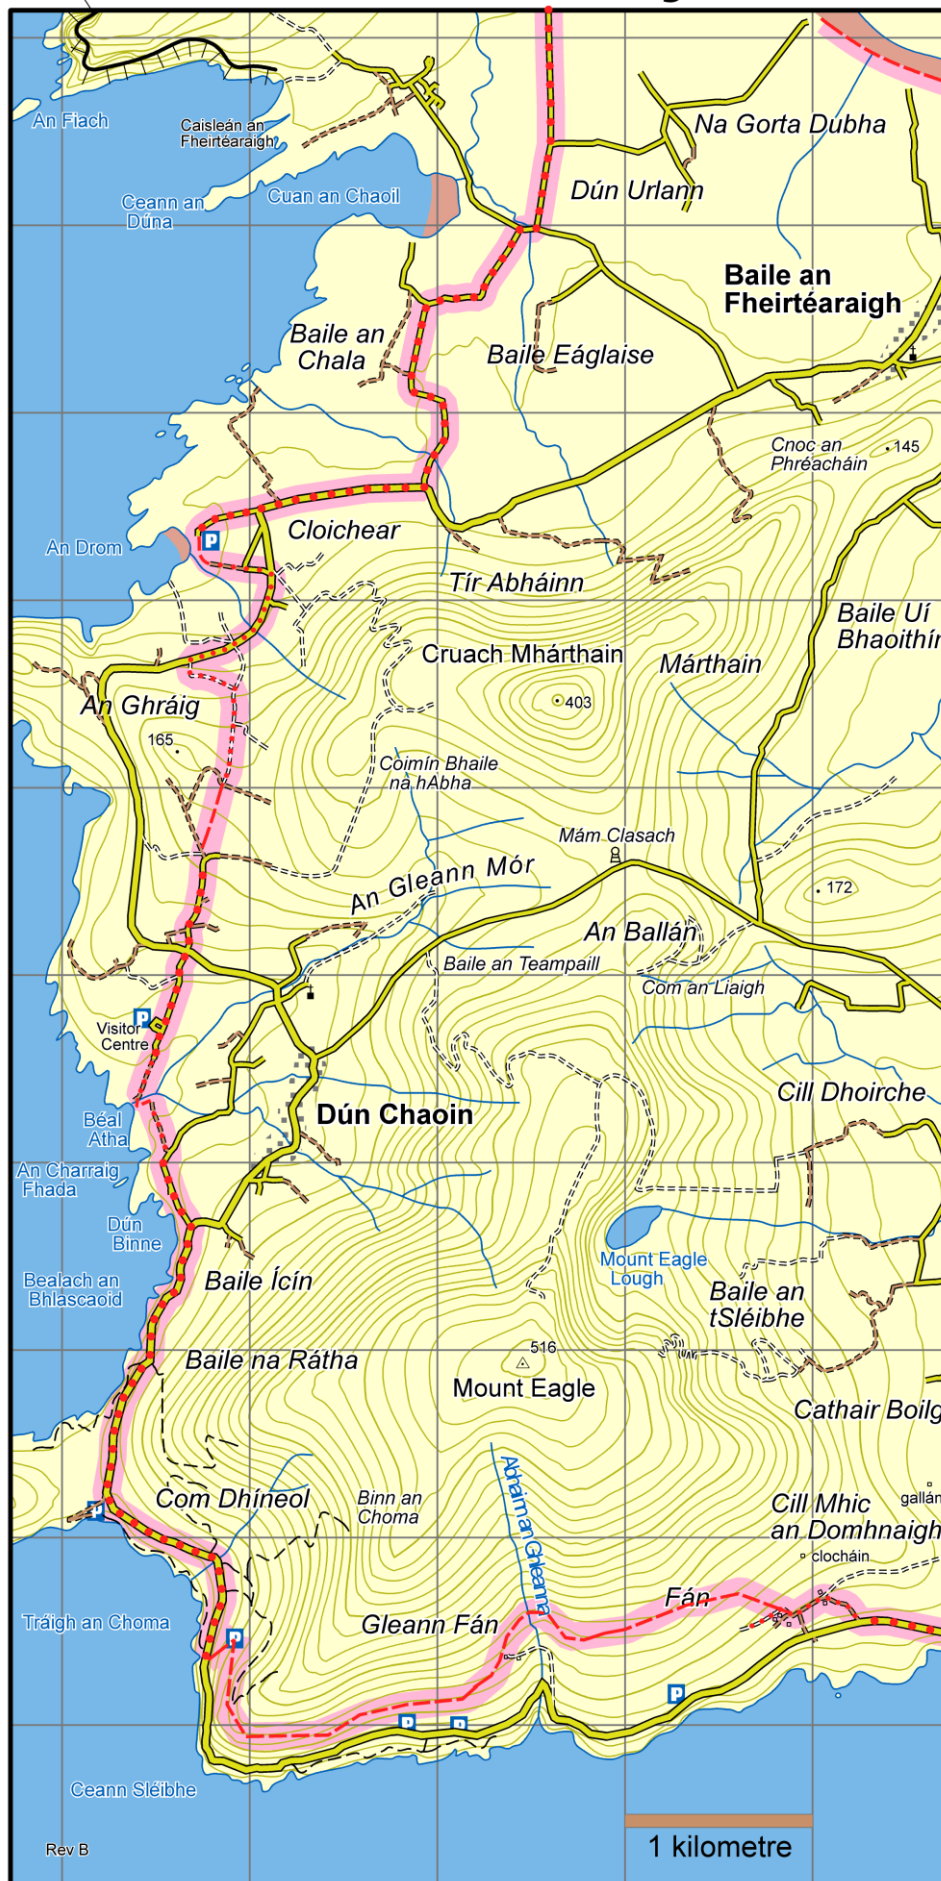 An Fiach
Caisleán an
Fheirtéaraigh
Na Gorta Dubha
Ceann an
Dúna
Cuan an Chaoil
Dún Urlann
Baile an
Fheirtéaraigh
Baile an
Chala
Baile Eáglaise
Cnoc an
Phréacháin
145
An Drom
P
Cloichear
Tír Abháinn
Baile Uí
Bhaoithín
Cruach Mhárthain
Márthain
403
An Ghráig
165
Coimín Bhaile
na hAbha
Mám Clasach
172
An Gleann Mór
An Ballán
Baile an Teampaill
Com an Liaigh
P
Visitor
Centre
Cill Dhoirche
Béal
Atha
Dún Chaoin
An Charraig
Fhada
Dún
Binne
Bealach an
Bhlascaoid
Baile Ícín
Mount Eagle
Lough
Baile an
tSléibhe
Baile na Rátha
516
Mount Eagle
Cathair Boilg
Com Dhíneol
Binn an
Choma
Abhainn an Ghleanna
gallán
Cill Mhic
an Domhnaigh
P
clocháin
Tráigh an Choma
Gleann Fán
Fán
P
P
P
P
Ceann Sléibhe
Rev B
1 kilometre